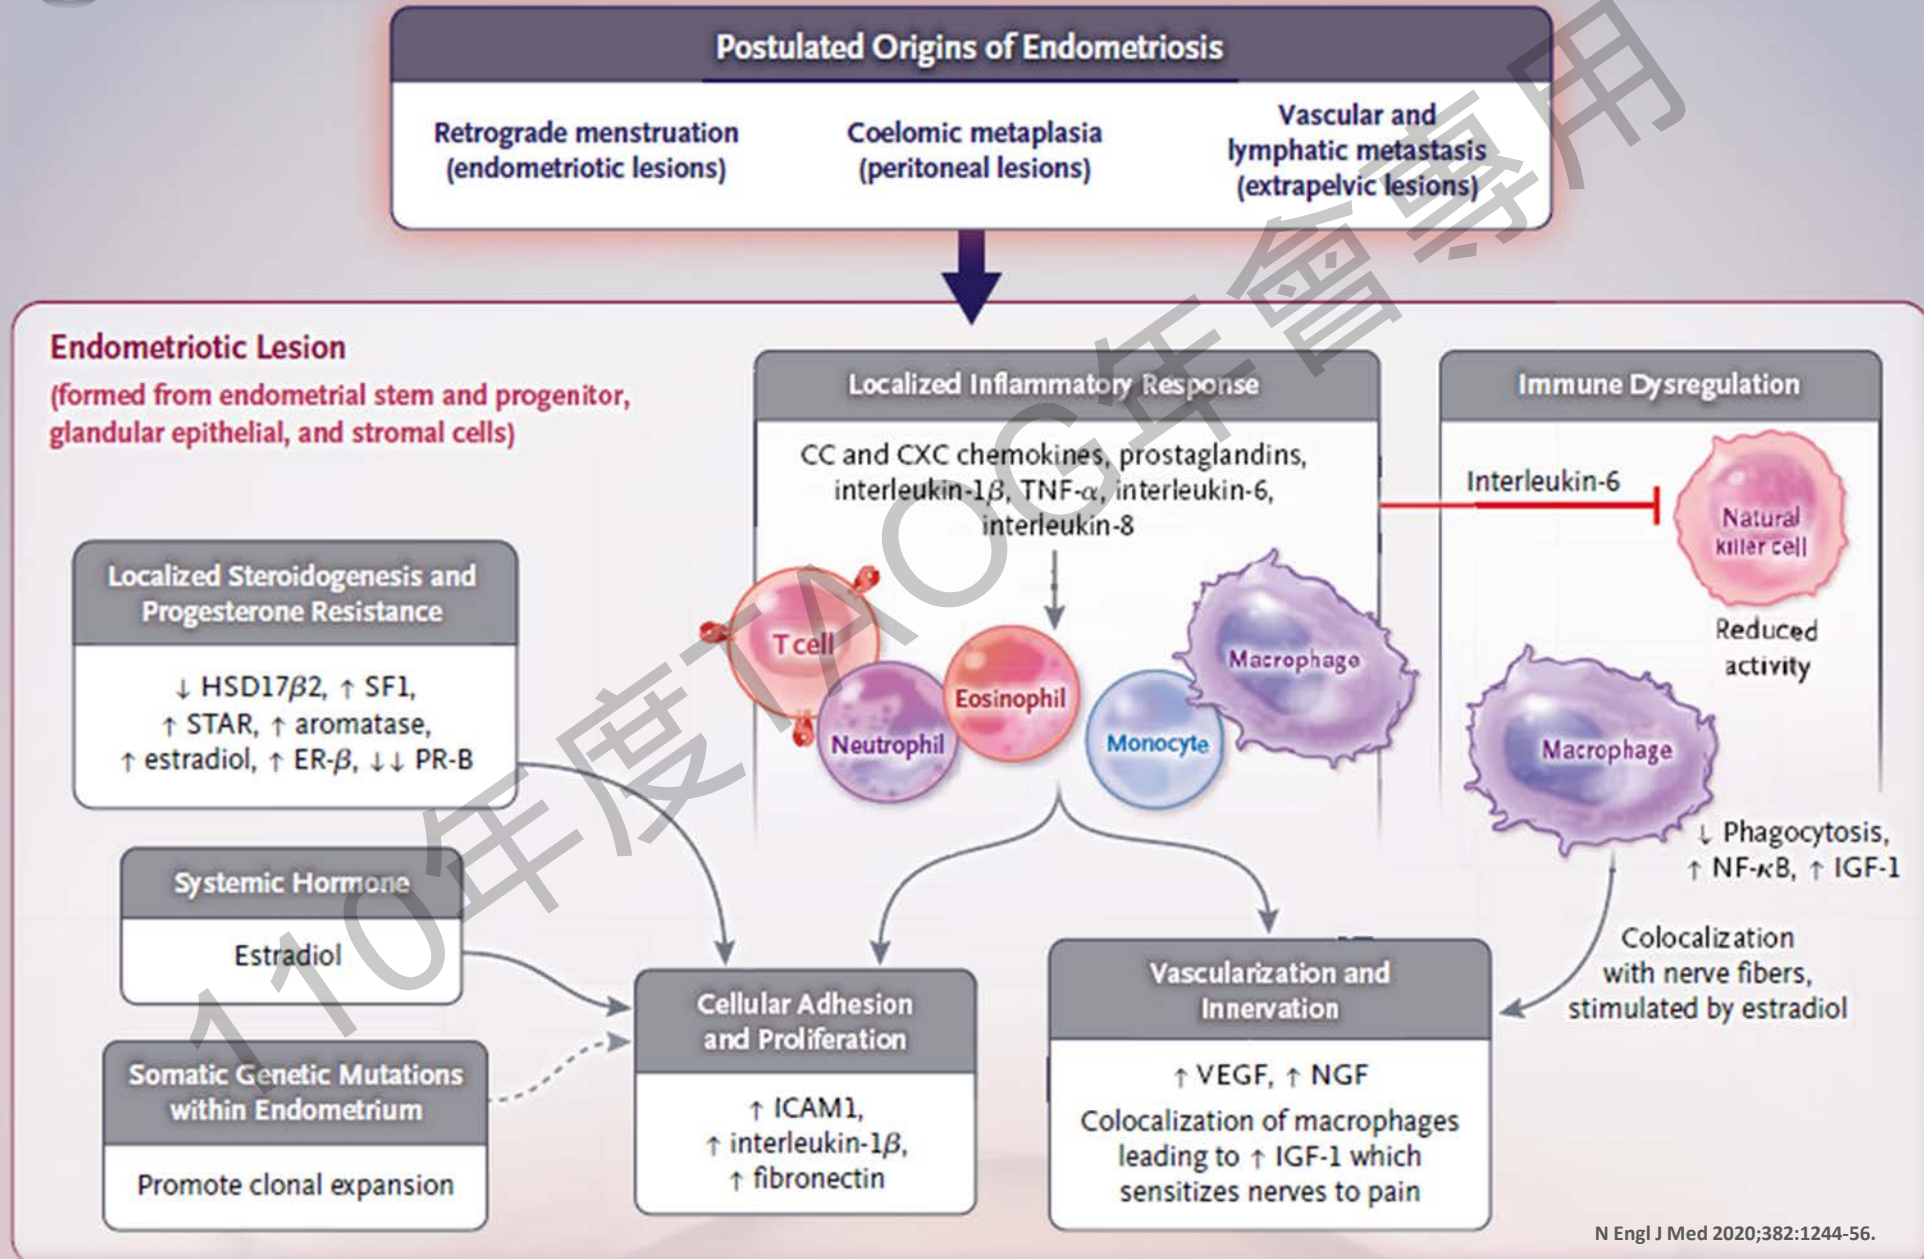 Postulated Origins of Endometriosis
Retrograde menstruation
(endometriotic lesions)
Coelomic metaplasia
(peritoneal lesions)
Vascular and
lymphatic metastasis
(extrapelvic lesions)
Endometriotic Lesion
(formed from endometrial stem and progenitor,
glandular epithelial, and stromal cells)
Localized Inflammatory Response
CC and CXC chemokines, prostaglandins,
interleukin-1β, TNF-α, interleukin-6,
interleukin-8
T cell
Neutrophil
Eosinophil
Monocyte
Macrophage
Immune Dysregulation
Interleukin-6
Natural
killer cell
Reduced
activity
Macrophage
↓ Phagocytosis,
↑ NF-κB, ↑ IGF-1
Colocalization
with nerve fibers,
stimulated by estradiol
Localized Steroidogenesis and
Progesterone Resistance
↓ HSD17β2, ↑ SF1,
↑ STAR, ↑ aromatase,
↑ estradiol, ↑ ER-β, ↓↓ PR-B
Systemic Hormone
Estradiol
Somatic Genetic Mutations
within Endometrium
Promote clonal expansion
Cellular Adhesion
and Proliferation
↑ ICAM1,
↑ interleukin-1β,
↑ fibronectin
Vascularization and
Innervation
↑ VEGF, ↑ NGF
Colocalization of macrophages
leading to ↑ IGF-1 which
sensitizes nerves to pain
N Engl J Med 2020;382:1244-56.
110年度TAOG年會專用